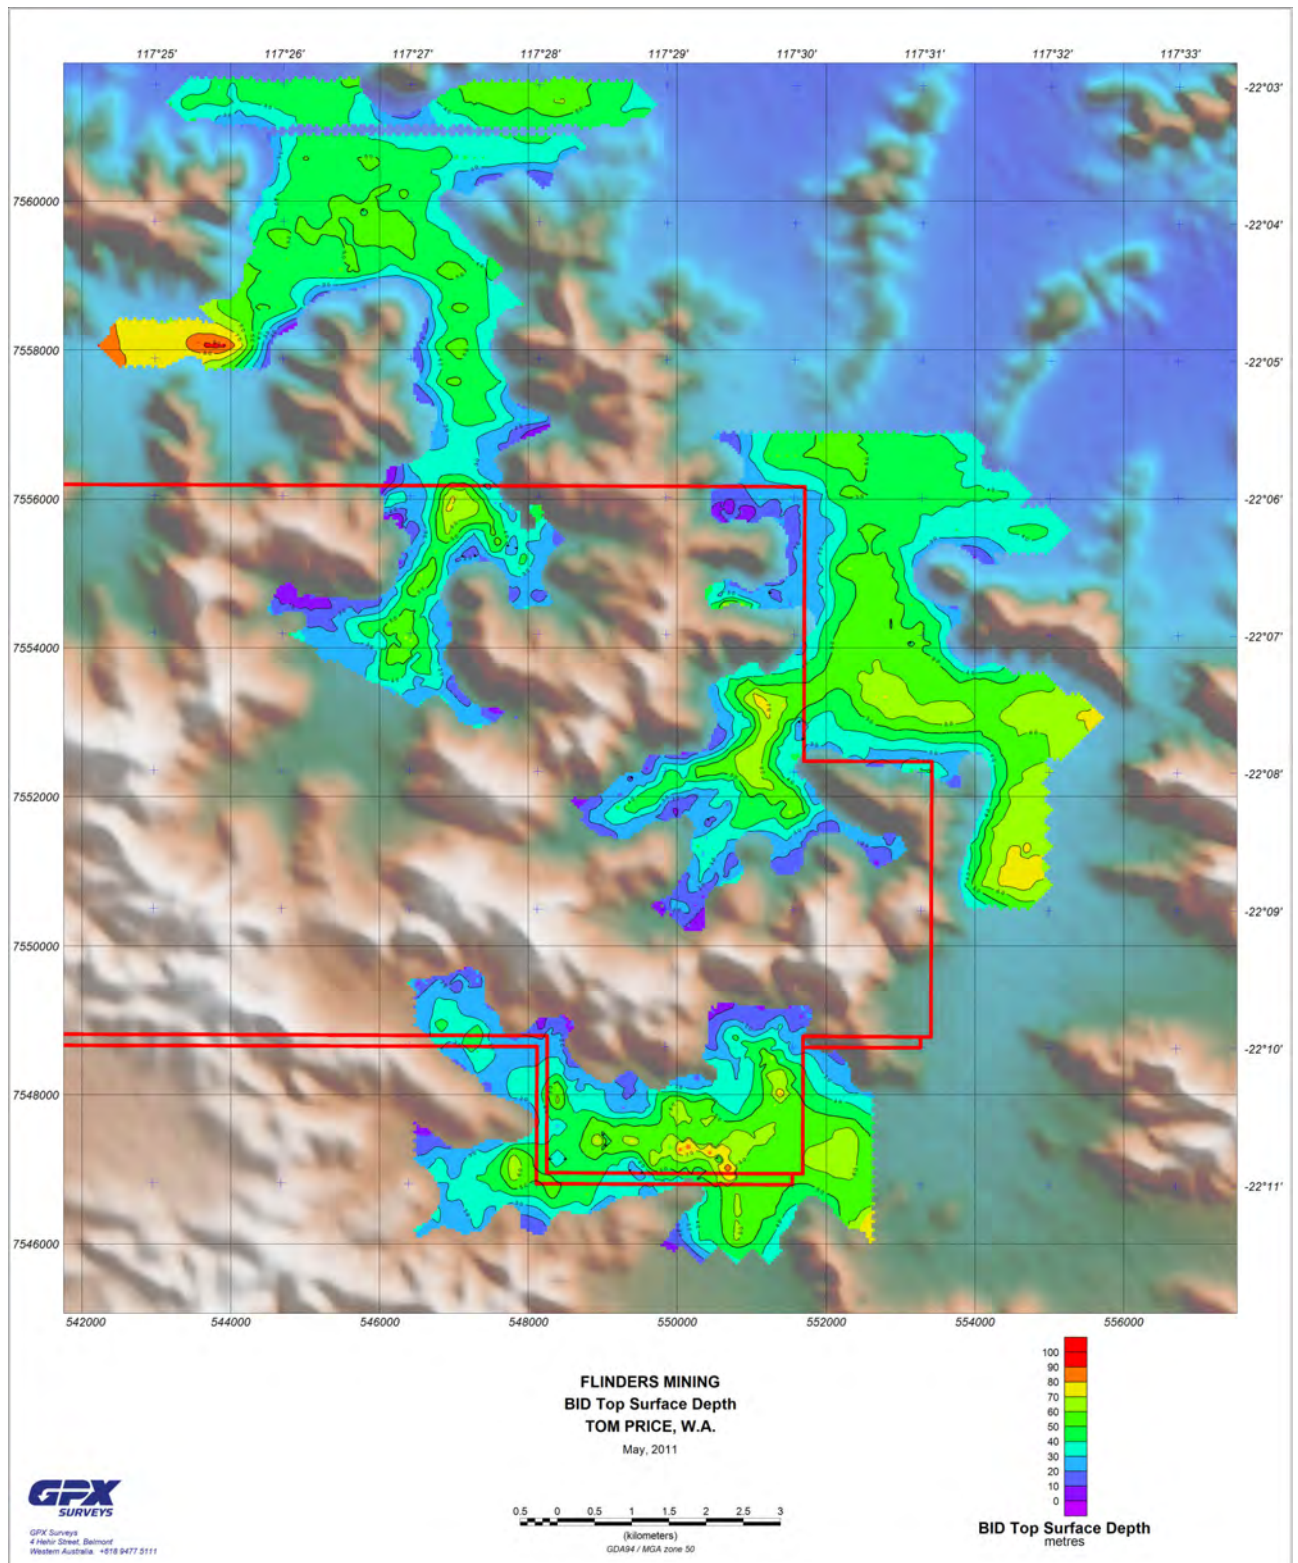 117°25' 117°26' 117°27' 117°28' 117°29' 117°30' 117°31' 117°32' 117°33'
-22°03'
7560000
-22°04'
7558000
-22°05'
7556000
-22°06'
7554000
-22°07'
7552000
-22°08'
-22°09'
7550000
-22°10'
7548000
-22°11'
7546000
542000 544000 546000 548000 550000 552000 554000 556000
FLINDERS MINING
BID Top Surface Depth
TOM PRICE, W.A.
May, 2011
100
90
80
70
60
50
40
30
20
10
0
BID Top Surface Depth
metres
GPX
SURVEYS
GPX Surveys
4 Hehir Street, Belmont
Western Australia. +618 9477 5111
0.5 0 0.5 1 1.5 2 2.5 3
(kilometers)
GDA94 / MGA zone 50